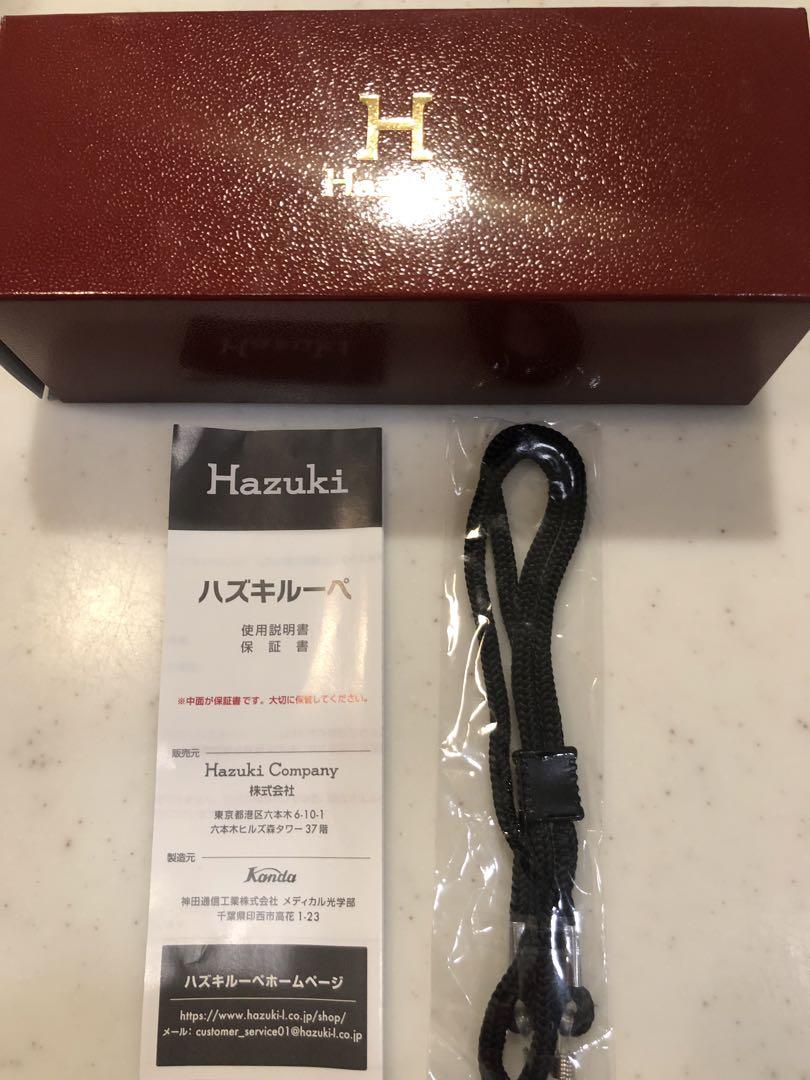 H
Hazuki
Hazuki
ハズキルーペ
使用説明書
保証書
※中面が保証書です。大切に保管してください。
販売元
Hazuki Company
株式会社
東京都港区六本木6-10-1
六本木ヒルズ森タワー37階
製造元
Kanda
神田通信工業株式会社 メディカル光学部
千葉県印西市高花1-23
ハズキルーペホームページ
https://www.hazuki-l.co.jp/shop/
メール：customer_service01@hazuki-l.co.jp